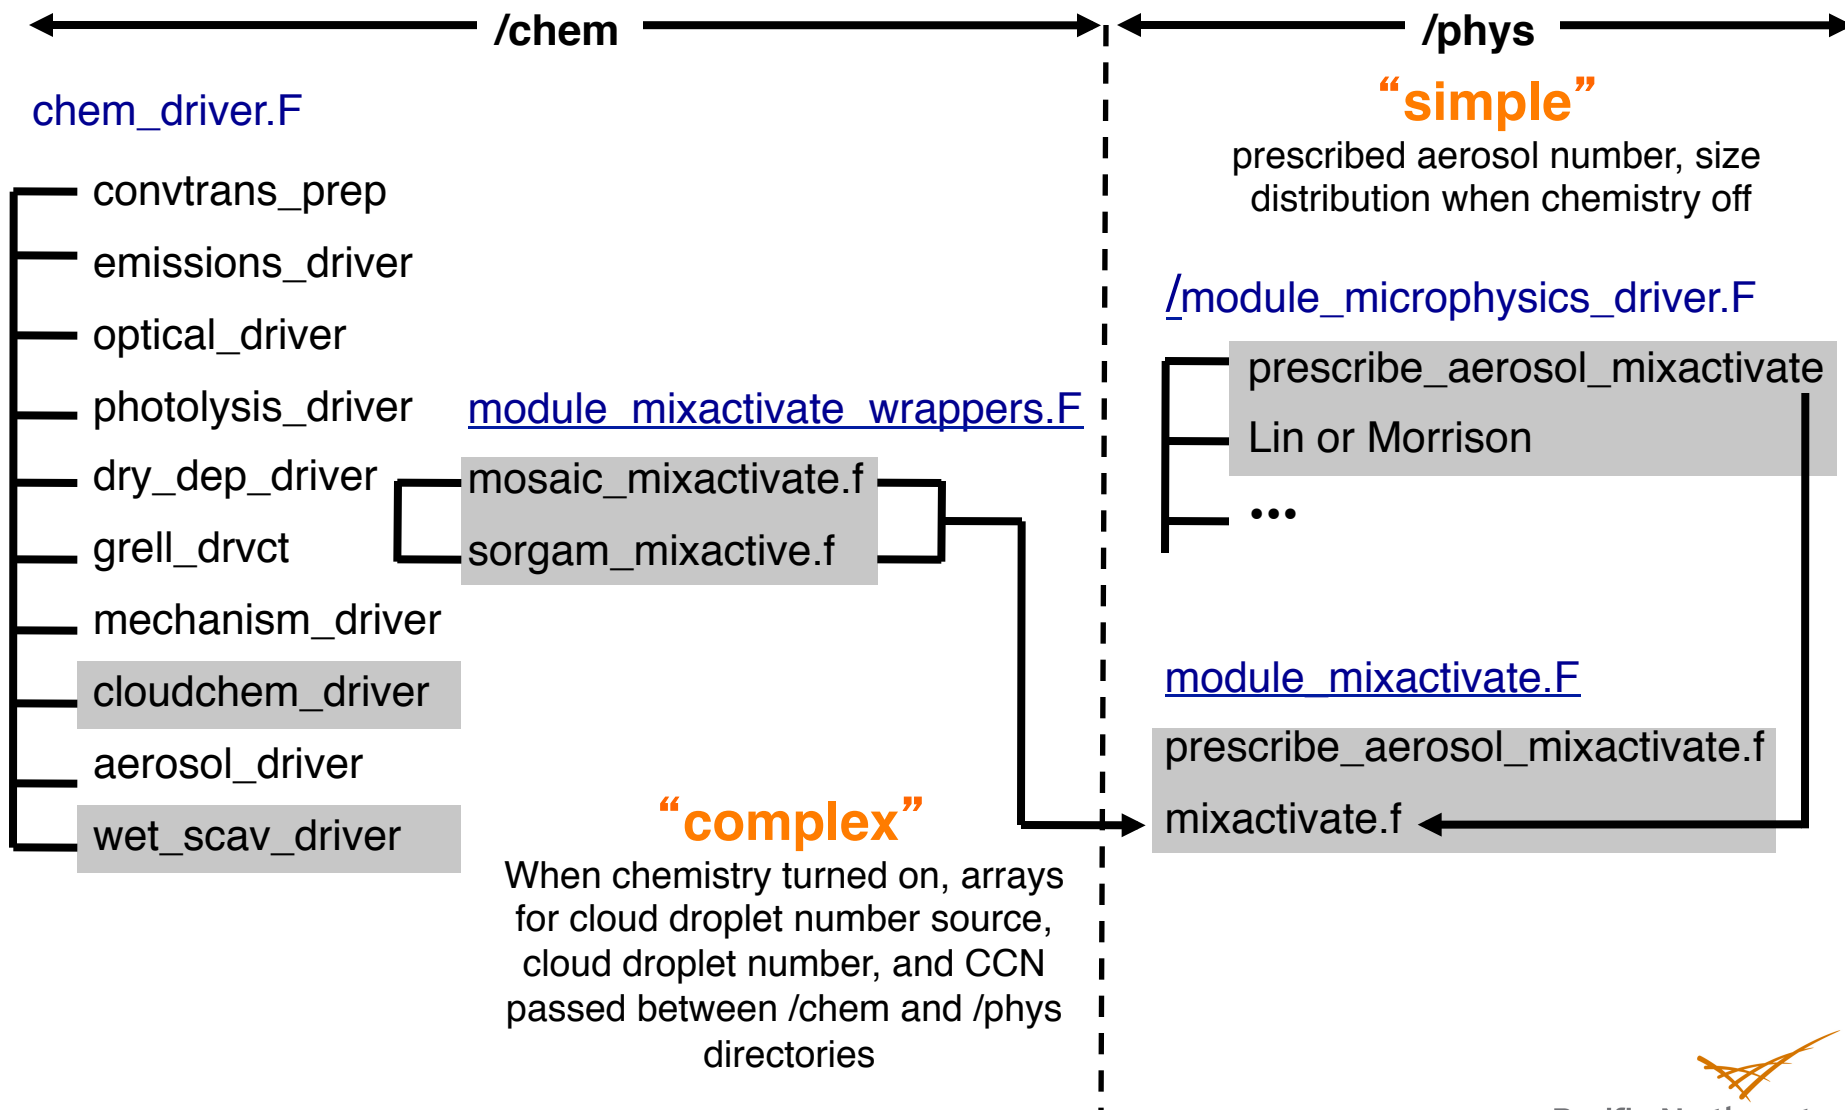 /chem
/phys
chem_driver.F
convtrans_prep
emissions_driver
optical_driver
photolysis_driver
dry_dep_driver
grell_drvct
mechanism_driver
cloudchem_driver
aerosol_driver
wet_scav_driver
module_mixactivate_wrappers.F
mosaic_mixactivate.f
sorgam_mixactive.f
“complex”
When chemistry turned on, arrays
for cloud droplet number source,
cloud droplet number, and CCN
passed between /chem and /phys
directories
“simple”
prescribed aerosol number, size
distribution when chemistry off
/module_microphysics_driver.F
prescribe_aerosol_mixactivate
Lin or Morrison
...
module_mixactivate.F
prescribe_aerosol_mixactivate.f
mixactivate.f